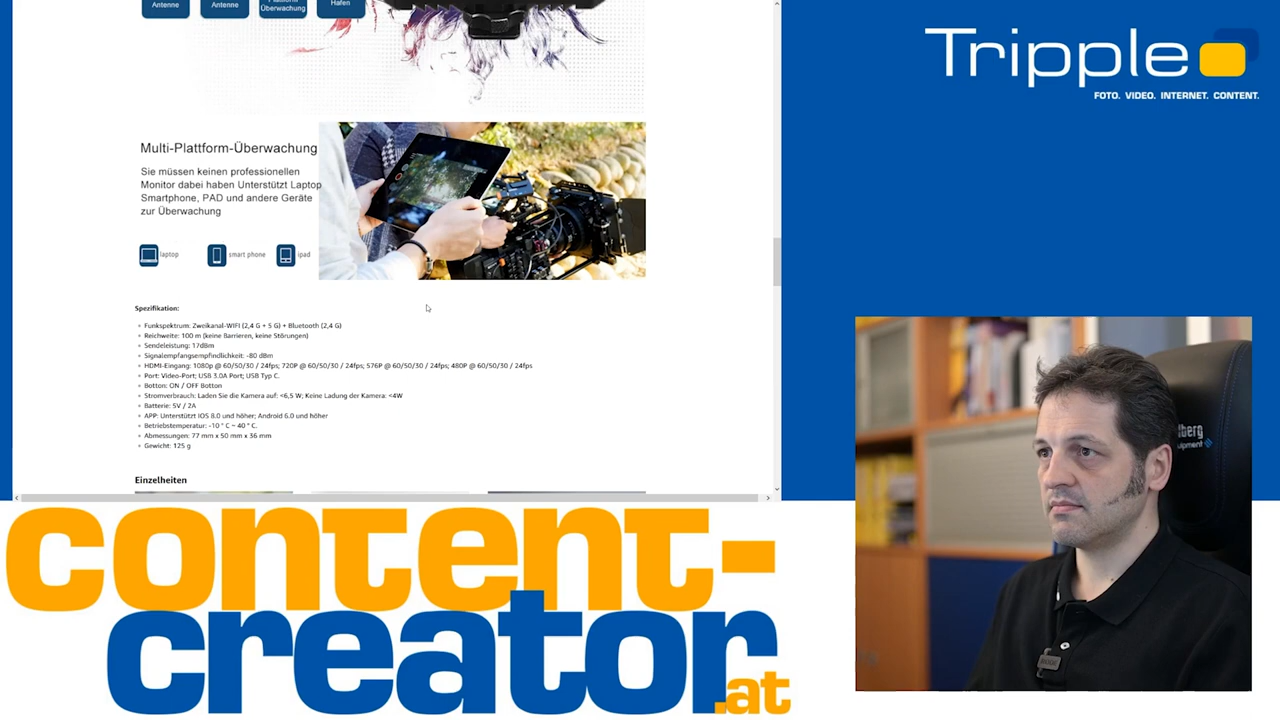 Antenne
Antenne
Plattform
Überwachung
Hafen
Tripple
FOTO. VIDEO. INTERNET. CONTENT.
Multi-Plattform-Überwachung
Sie müssen keinen professionellen
Monitor dabei haben Unterstützt Laptop
Smartphone, PAD und andere Geräte
zur Überwachung
laptop
smart phone
ipad
Spezifikation:
Funkspektrum: Zweikanal-WIFI (2,4 G + 5 G) + Bluetooth (2,4 G)
Reichweite: 100 m (keine Barrieren, keine Störungen)
Sendeleistung: 17dBm
Signalempfangsempfindlichkeit: -80 dBm
HDMI-Eingang: 1080p @ 60/50/30 / 24fps; 720P @ 60/50/30 / 24fps; 576P @ 60/50/30 / 24fps; 480P @ 60/50/30 / 24fps
Port: Video-Port; USB 3.0A Port; USB Typ C.
Botton: ON / OFF Botton
Stromverbrauch: Laden Sie die Kamera auf: <6,5 W; Keine Ladung der Kamera: <4W
Batterie: 5V / 2A
APP: Unterstützt IOS 8.0 und höher; Android 6.0 und höher
Betriebstemperatur: -10 ° C ~ 40 ° C.
Abmessungen: 77 mm x 50 mm x 36 mm
Gewicht: 125 g
Einzelheiten
content-
creator
.at